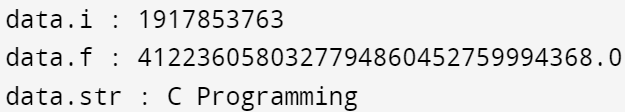 data.i : 1917853763
data.f : 4122360580327794860452759994368.0
data.str : C Programming